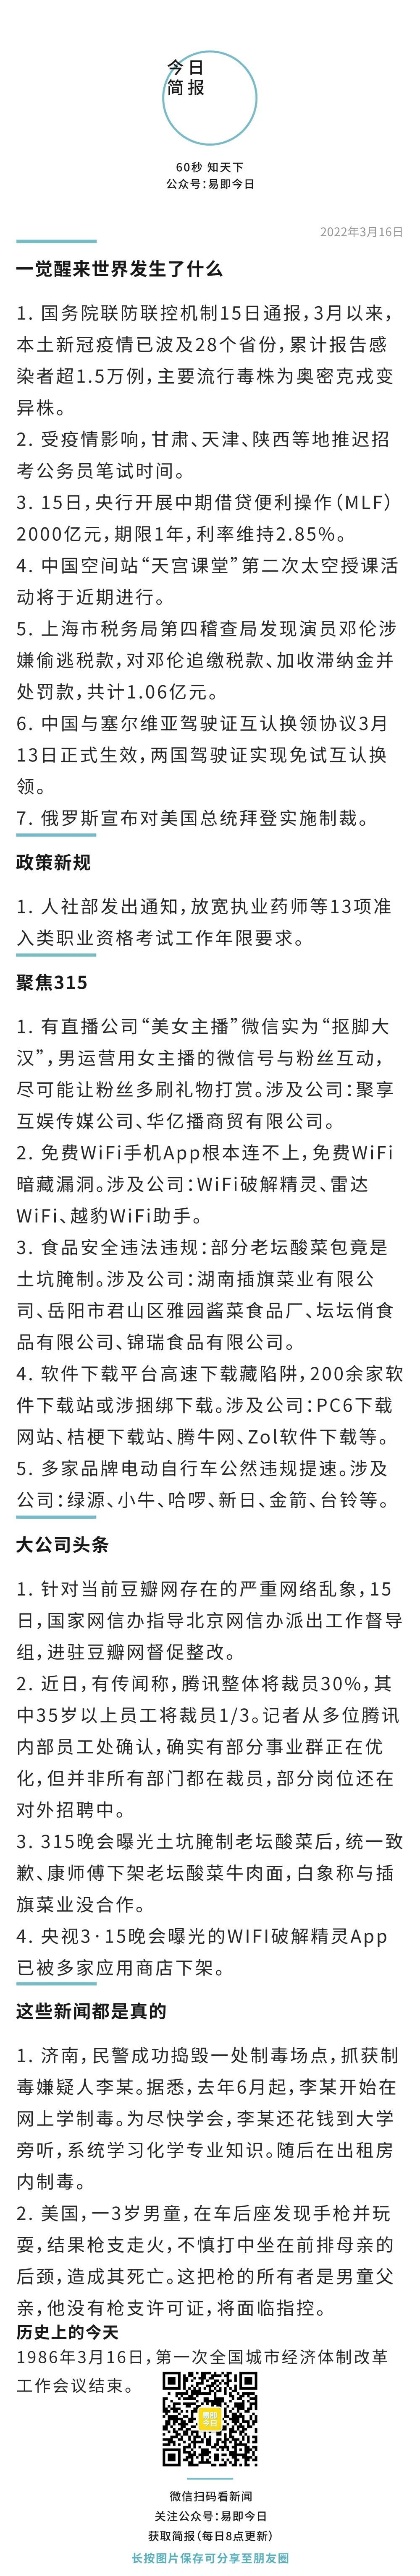 今日
简报
60秒 知天下
公众号：易即今日
2022年3月16日
一觉醒来世界发生了什么
1. 国务院联防联控机制15日通报，3月以来，
本土新冠疫情已波及28个省份，累计报告感
染者超1.5万例，主要流行毒株为奥密克戎变
异株。
2. 受疫情影响，甘肃、天津、陕西等地推迟招
考公务员笔试时间。
3. 15日，央行开展中期借贷便利操作（MLF）
2000亿元，期限1年，利率维持2.85%。
4. 中国空间站“天宫课堂”第二次太空授课活
动将于近期进行。
5. 上海市税务局第四稽查局发现演员邓伦涉
嫌偷逃税款，对邓伦追缴税款、加收滞纳金并
处罚款，共计1.06亿元。
6. 中国与塞尔维亚驾驶证互认换领协议3月
13日正式生效，两国驾驶证实现免试互认换
领。
7. 俄罗斯宣布对美国总统拜登实施制裁。
政策新规
1. 人社部发出通知，放宽执业药师等13项准
入类职业资格考试工作年限要求。
聚焦315
1. 有直播公司“美女主播”微信实为“抠脚大
汉”，男运营用女主播的微信号与粉丝互动，
尽可能让粉丝多刷礼物打赏。涉及公司：聚享
互娱传媒公司、华亿播商贸有限公司。
2. 免费WiFi手机App根本连不上，免费WiFi
暗藏漏洞。涉及公司：WiFi破解精灵、雷达
WiFi、越豹WiFi助手。
3. 食品安全违法违规：部分老坛酸菜包竟是
土坑腌制。涉及公司：湖南插旗菜业有限公
司、岳阳市君山区雅园酱菜食品厂、坛坛俏食
品有限公司、锦瑞食品有限公司。
4. 软件下载平台高速下载藏陷阱，200余家软
件下载站或涉捆绑下载。涉及公司：PC6下载
网站、桔梗下载站、腾牛网、Zol软件下载等。
5. 多家品牌电动自行车公然违规提速。涉及
公司：绿源、小牛、哈啰、新日、金箭、台铃等。
大公司头条
1. 针对当前豆瓣网存在的严重网络乱象，15
日，国家网信办指导北京网信办派出工作督导
组，进驻豆瓣网督促整改。
2. 近日，有传闻称，腾讯整体将裁员30%，其
中35岁以上员工将裁员1/3。记者从多位腾讯
内部员工处确认，确实有部分事业群正在优
化，但并非所有部门都在裁员，部分岗位还在
对外招聘中。
3. 315晚会曝光土坑腌制老坛酸菜后，统一致
歉、康师傅下架老坛酸菜牛肉面，白象称与插
旗菜业没合作。
4. 央视3·15晚会曝光的WIFI破解精灵App
已被多家应用商店下架。
这些新闻都是真的
1. 济南，民警成功捣毁一处制毒场点，抓获制
毒嫌疑人李某。据悉，去年6月起，李某开始在
网上学制毒。为尽快学会，李某还花钱到大学
旁听，系统学习化学专业知识。随后在出租房
内制毒。
2. 美国，一3岁男童，在车后座发现手枪并玩
耍，结果枪支走火，不慎打中坐在前排母亲的
后颈，造成其死亡。这把枪的所有者是男童父
亲，他没有枪支许可证，将面临指控。
历史上的今天
1986年3月16日，第一次全国城市经济体制改革
工作会议结束。
易即
今日
微信扫码看新闻
关注公众号：易即今日
获取简报（每日8点更新）
长按图片保存可分享至朋友圈